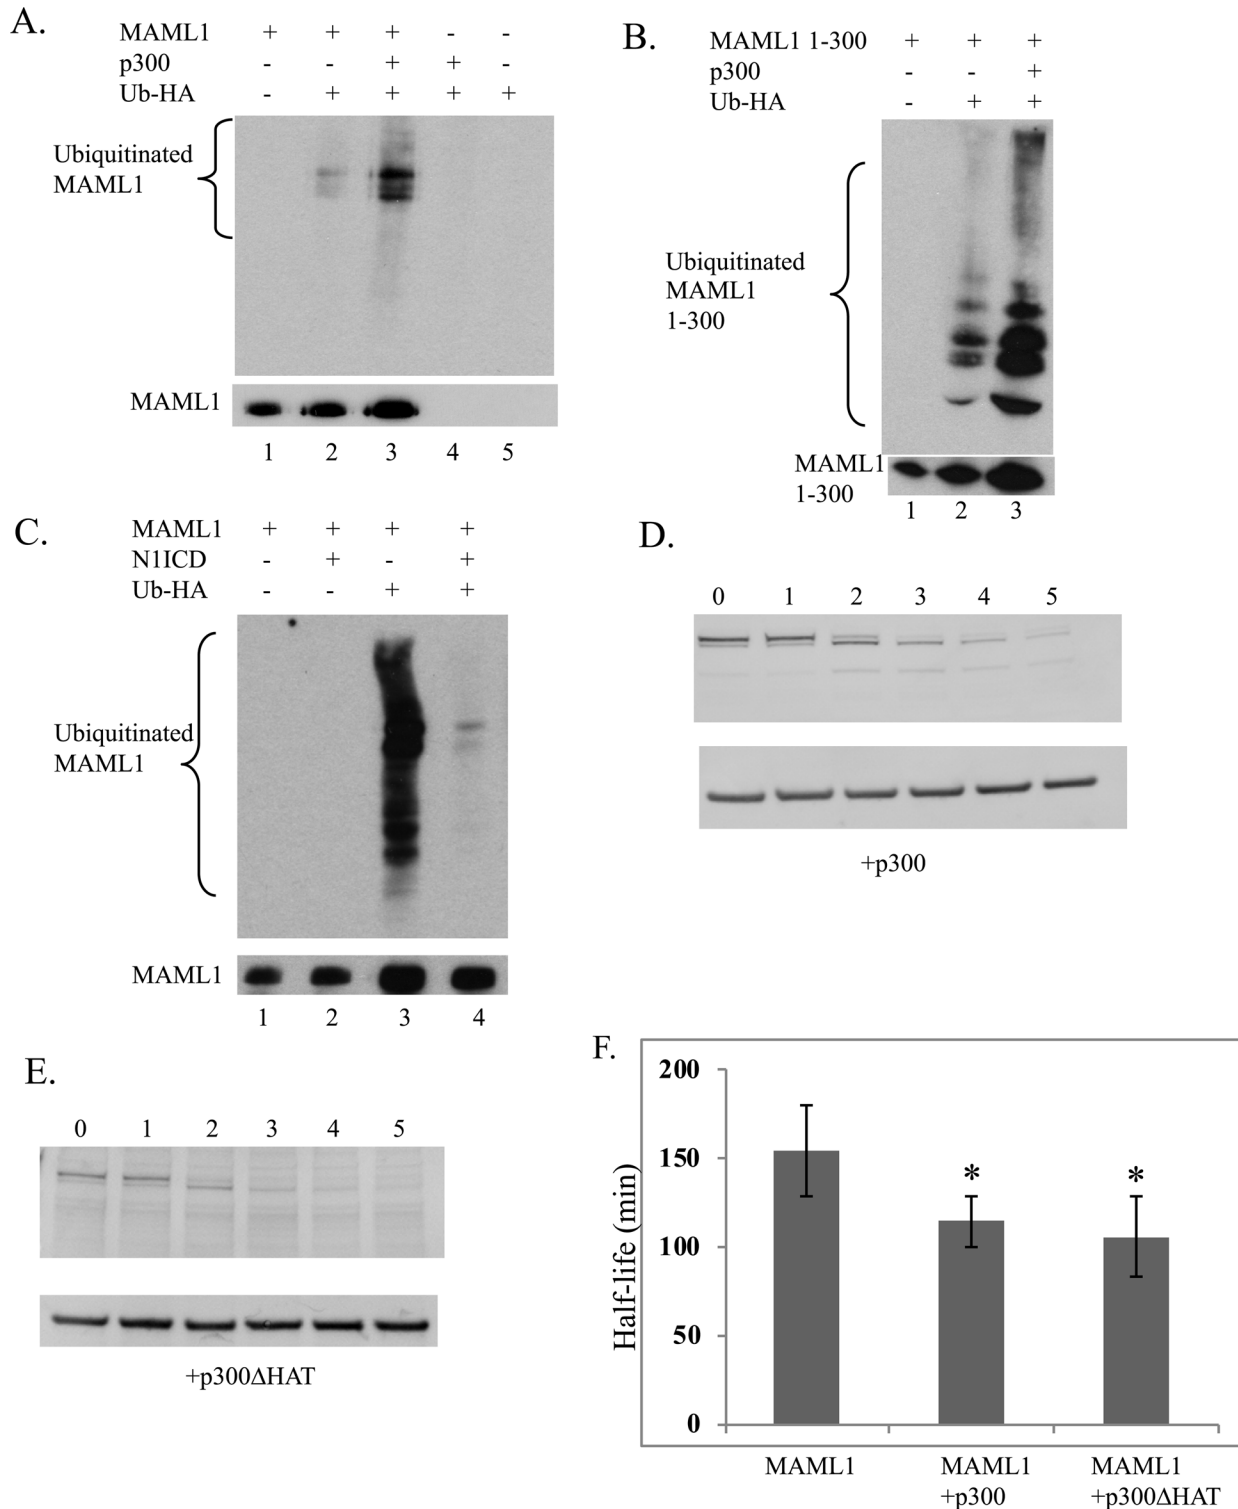 A.
MAML1 + + + - -
p300 - - + + -
Ub-HA - + + + +
Ubiquitinated
MAML1
MAML1
1 2 3 4 5
B.
MAML1 1-300 + + +
p300 - - +
Ub-HA - + +
Ubiquitinated
MAML1
1-300
MAML1
1-300
1 2 3
C.
MAML1 + + + +
N1ICD - + - +
Ub-HA - - + +
Ubiquitinated
MAML1
MAML1
1 2 3 4
D.
0 1 2 3 4 5
+p300
E.
0 1 2 3 4 5
+p300ΔHAT
F.
Half-life (min)
200
150
100
50
0
* *
MAML1
MAML1
+p300
MAML1
+p300ΔHAT